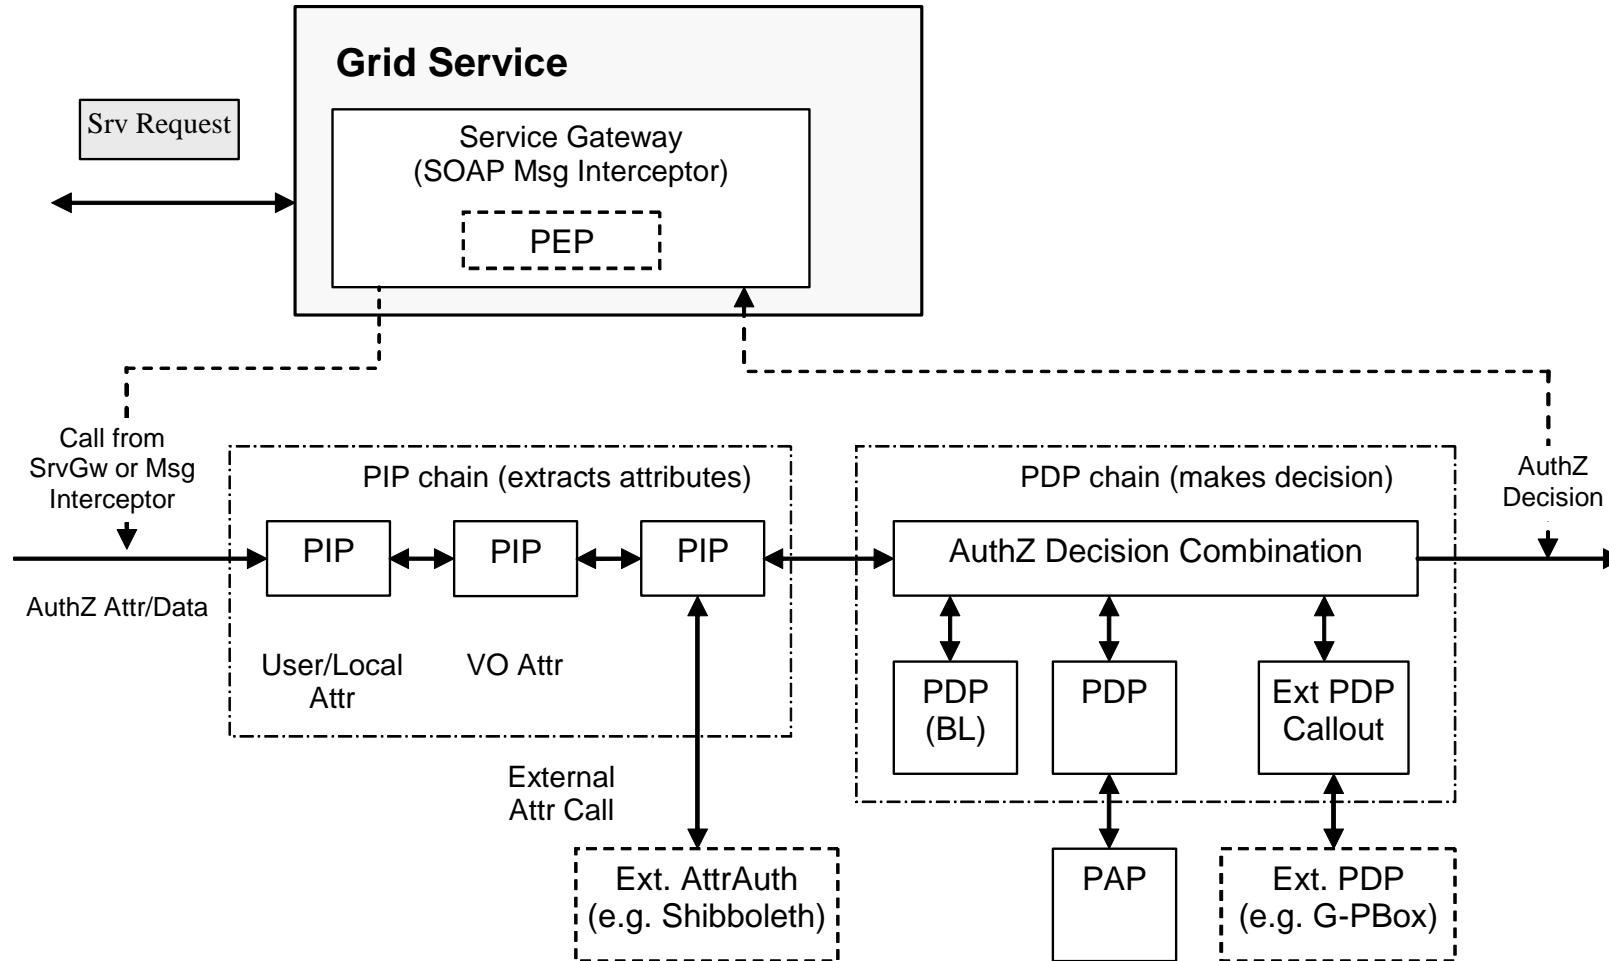 Grid Service
Srv Request
Service Gateway
(SOAP Msg Interceptor)
PEP
Call from
SrvGw or Msg
Interceptor
PIP chain (extracts attributes)
PDP chain (makes decision)
AuthZ
Decision
PIP
PIP
PIP
AuthZ Decision Combination
AuthZ Attr/Data
User/Local
Attr
VO Attr
PDP
(BL)
PDP
Ext PDP
Callout
External
Attr Call
Ext. AttrAuth
(e.g. Shibboleth)
PAP
Ext. PDP
(e.g. G-PBox)